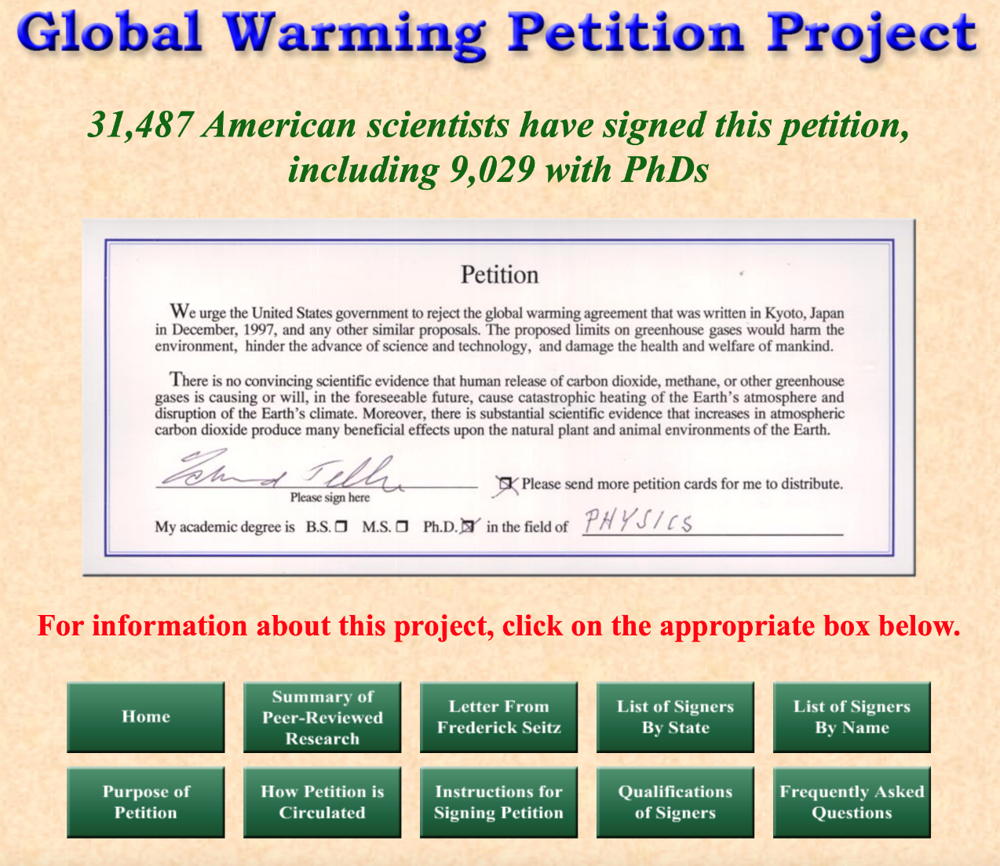 Global Warming Petition Project
31,487 American scientists have signed this petition,
including 9,029 with PhDs
Petition
We urge the United States government to reject the global warming agreement that was written in Kyoto, Japan
in December, 1997, and any other similar proposals. The proposed limits on greenhouse gases would harm the
environment, hinder the advance of science and technology, and damage the health and welfare of mankind.
There is no convincing scientific evidence that human release of carbon dioxide, methane, or other greenhouse
gases is causing or will, in the foreseeable future, cause catastrophic heating of the Earth's atmosphere and
disruption of the Earth's climate. Moreover, there is substantial scientific evidence that increases in atmospheric
carbon dioxide produce many beneficial effects upon the natural plant and animal environments of the Earth.
Edward Teller
Please send more petition cards for me to distribute.
Please sign here
My academic degree is B.S. M.S. Ph.D. in the field of PHYSICS
For information about this project, click on the appropriate box below.
Home
Summary of
Peer-Reviewed
Research
Letter From
Frederick Seitz
List of Signers
By State
List of Signers
By Name
Purpose of
Petition
How Petition is
Circulated
Instructions for
Signing Petition
Qualifications
of Signers
Frequently Asked
Questions